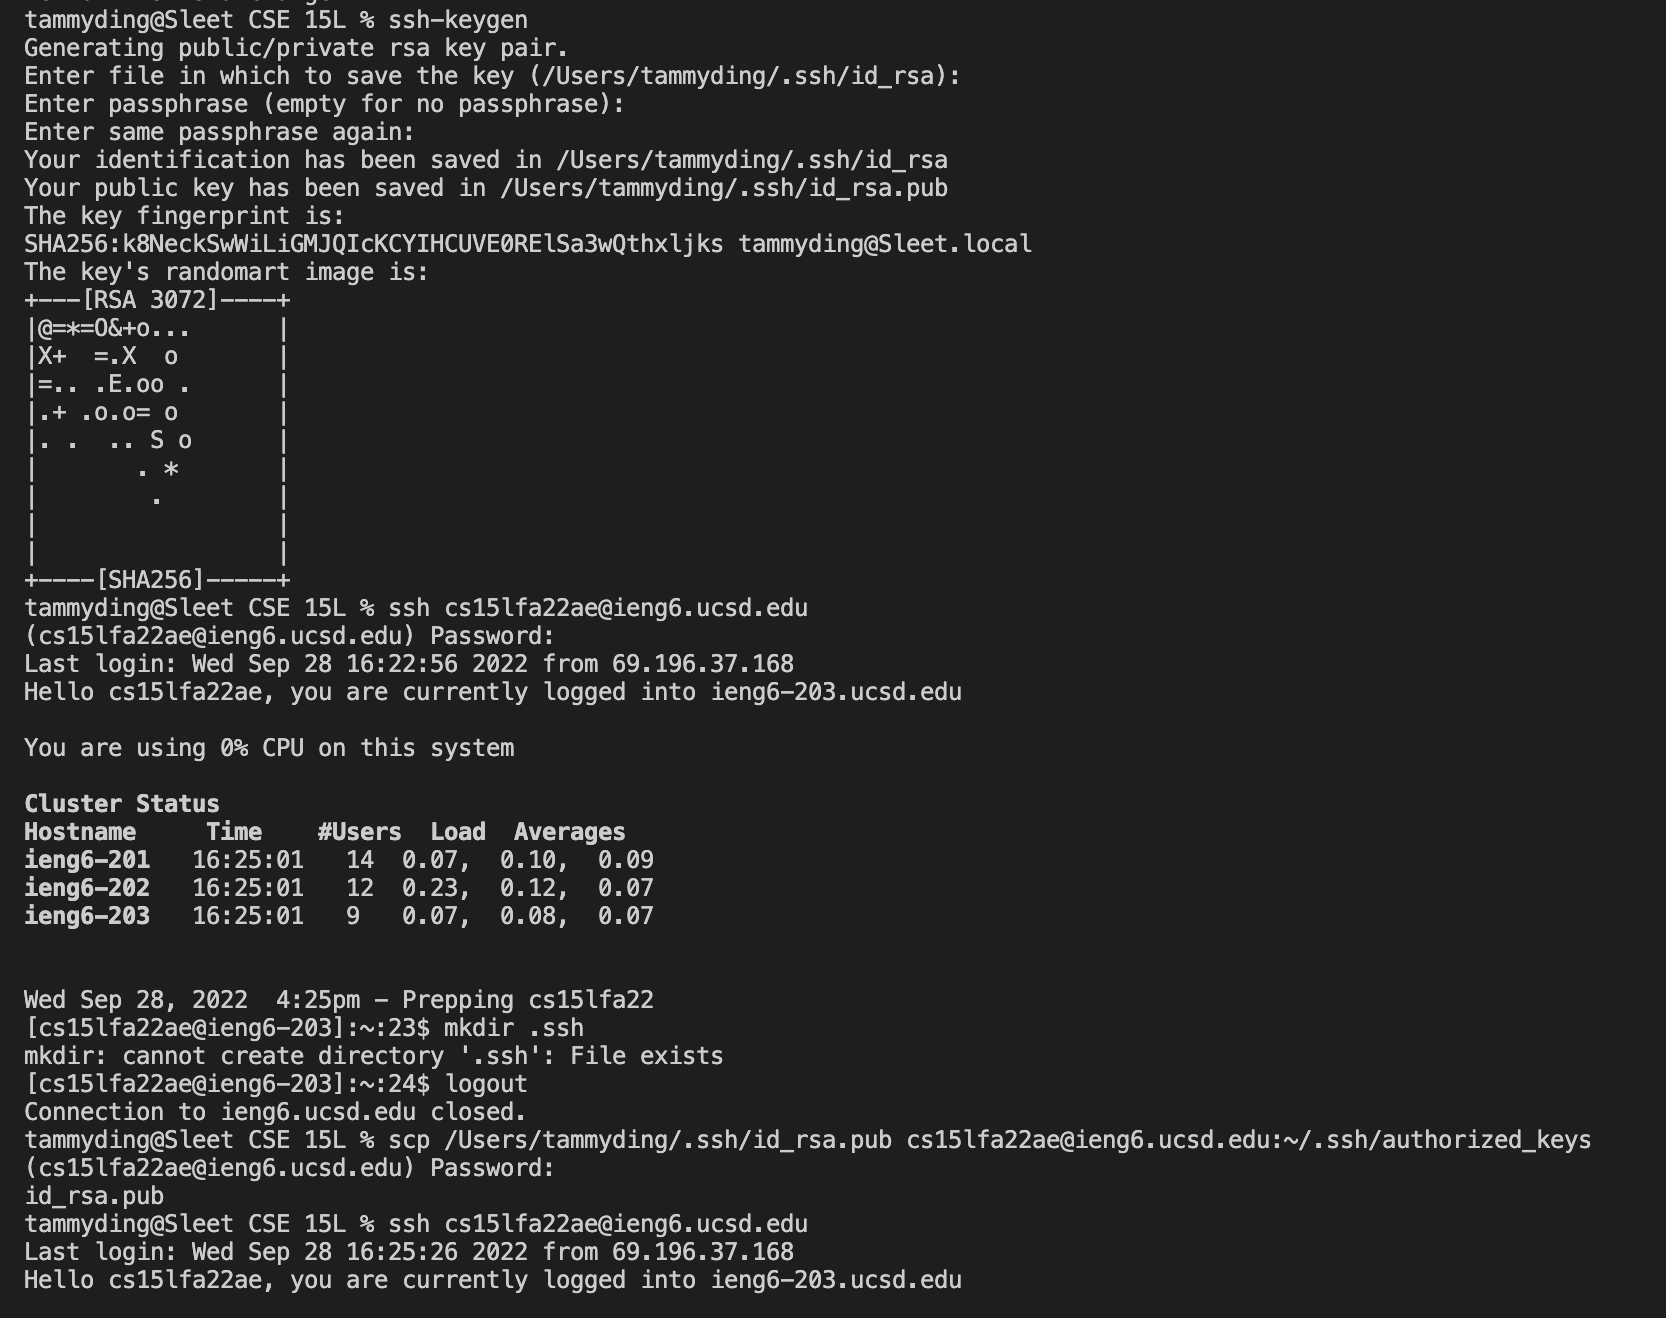 tammyding@Sleet CSE 15L % ssh-keygen
Generating public/private rsa key pair.
Enter file in which to save the key (/Users/tammyding/.ssh/id_rsa):
Enter passphrase (empty for no passphrase):
Enter same passphrase again:
Your identification has been saved in /Users/tammyding/.ssh/id_rsa
Your public key has been saved in /Users/tammyding/.ssh/id_rsa.pub
The key fingerprint is:
SHA256:k8NeckSwWiLiGMJQIcKCYIHCUVE0RElSa3wQthxljks tammyding@Sleet.local
The key's randomart image is:
+---[RSA 3072]----+
|@=*=O&+o...      |
|X+  =.X  o       |
|=.. .E.oo .      |
|.+ .o.o= o       |
|. .  .. S o      |
|       . *       |
|        .        |
|                 |
|                 |
+----[SHA256]-----+
tammyding@Sleet CSE 15L % ssh cs15lfa22ae@ieng6.ucsd.edu
(cs15lfa22ae@ieng6.ucsd.edu) Password:
Last login: Wed Sep 28 16:22:56 2022 from 69.196.37.168
Hello cs15lfa22ae, you are currently logged into ieng6-203.ucsd.edu

You are using 0% CPU on this system

Cluster Status
Hostname     Time    #Users  Load  Averages
ieng6-201   16:25:01   14  0.07,  0.10,  0.09
ieng6-202   16:25:01   12  0.23,  0.12,  0.07
ieng6-203   16:25:01   9   0.07,  0.08,  0.07

Wed Sep 28, 2022  4:25pm - Prepping cs15lfa22
[cs15lfa22ae@ieng6-203]:~:23$ mkdir .ssh
mkdir: cannot create directory '.ssh': File exists
[cs15lfa22ae@ieng6-203]:~:24$ logout
Connection to ieng6.ucsd.edu closed.
tammyding@Sleet CSE 15L % scp /Users/tammyding/.ssh/id_rsa.pub cs15lfa22ae@ieng6.ucsd.edu:~/.ssh/authorized_keys
(cs15lfa22ae@ieng6.ucsd.edu) Password:
id_rsa.pub
tammyding@Sleet CSE 15L % ssh cs15lfa22ae@ieng6.ucsd.edu
Last login: Wed Sep 28 16:25:26 2022 from 69.196.37.168
Hello cs15lfa22ae, you are currently logged into ieng6-203.ucsd.edu